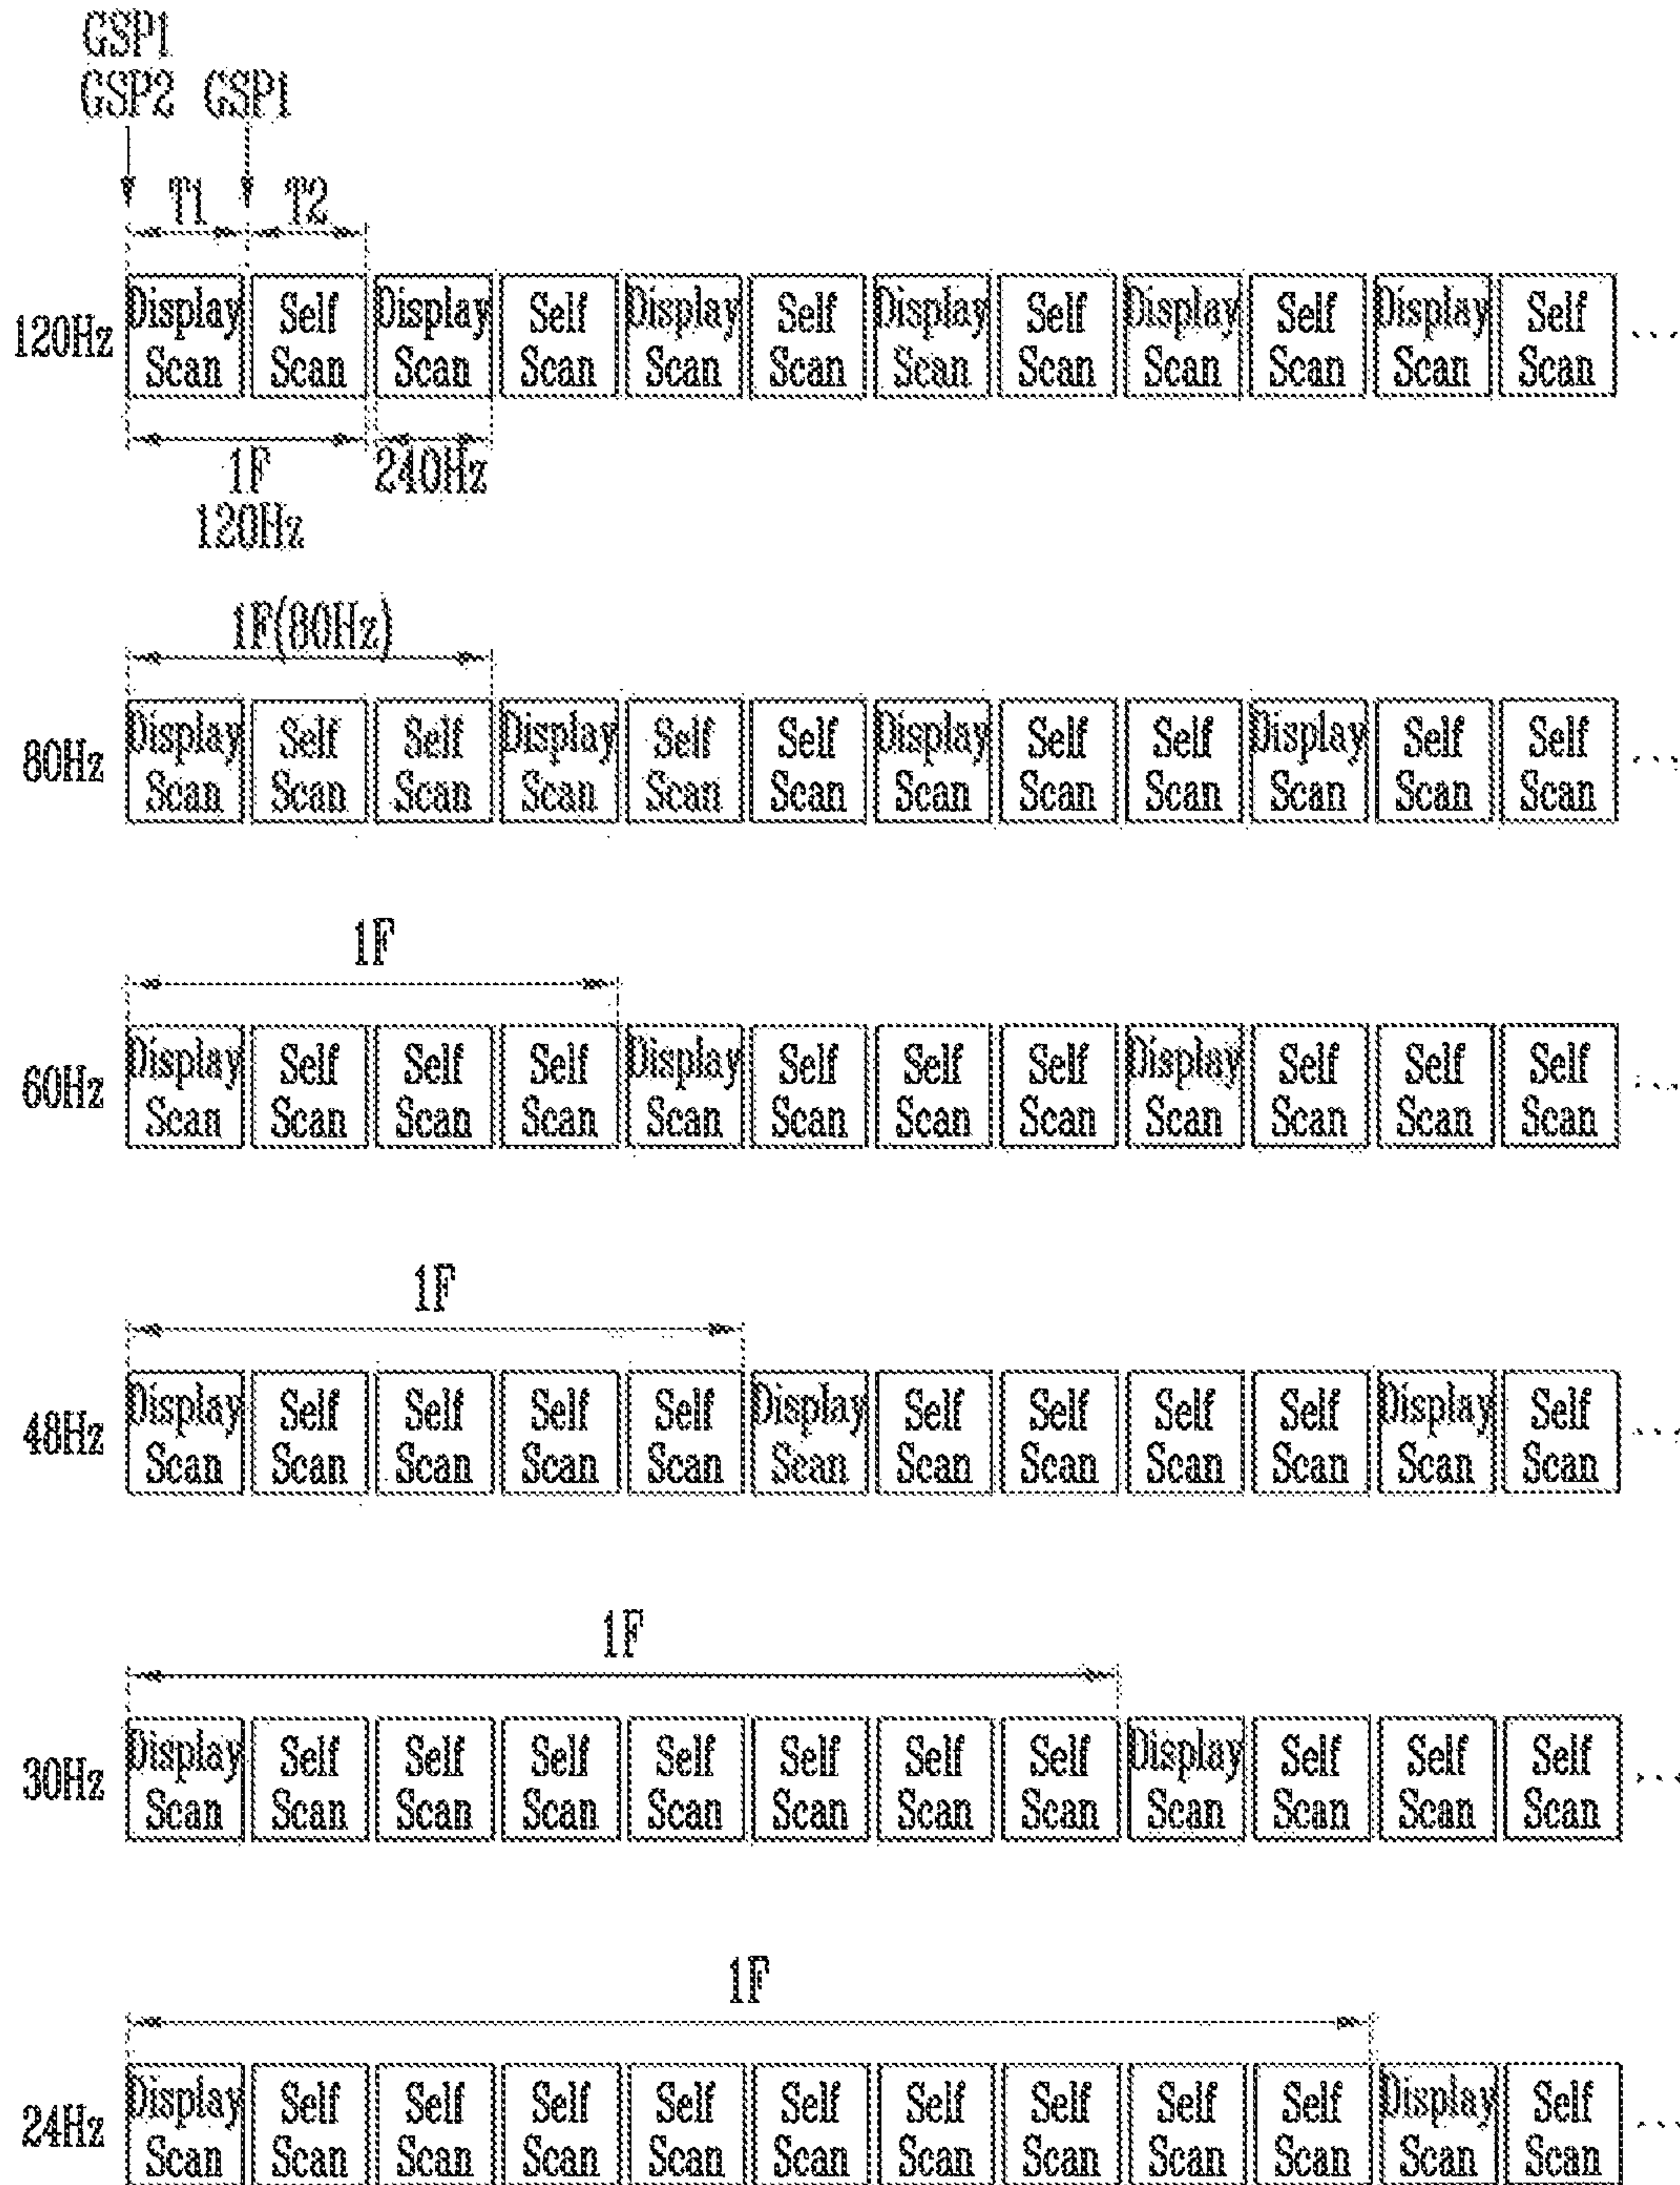 GSP1
GSP2 GSP1
T1 T2
120Hz Display Self Display Self Display Self Display Self Display Self Display Self ...
Scan Scan Scan Scan Scan Scan Scan Scan Scan Scan Scan Scan
1F 240Hz
120Hz
1F(80Hz)
80Hz Display Self Self Display Self Self Display Self Self Display Self Self ...
Scan Scan Scan Scan Scan Scan Scan Scan Scan Scan Scan Scan
1F
60Hz Display Self Self Self Display Self Self Self Display Self Self Self ...
Scan Scan Scan Scan Scan Scan Scan Scan Scan Scan Scan Scan
1F
48Hz Display Self Self Self Self Display Self Self Self Self Display Self ...
Scan Scan Scan Scan Scan Scan Scan Scan Scan Scan Scan Scan
1F
30Hz Display Self Self Self Self Self Self Self Display Self Self Self ...
Scan Scan Scan Scan Scan Scan Scan Scan Scan Scan Scan Scan
1F
24Hz Display Self Self Self Self Self Self Self Self Self Display Self ...
Scan Scan Scan Scan Scan Scan Scan Scan Scan Scan Scan Scan